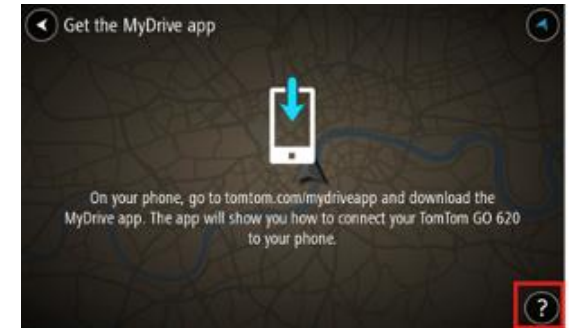 Get the MyDrive app
On your phone, go to tomtom.com/mydriveapp and download the
MyDrive app. The app will show you how to connect your TomTom GO 620
to your phone.
?